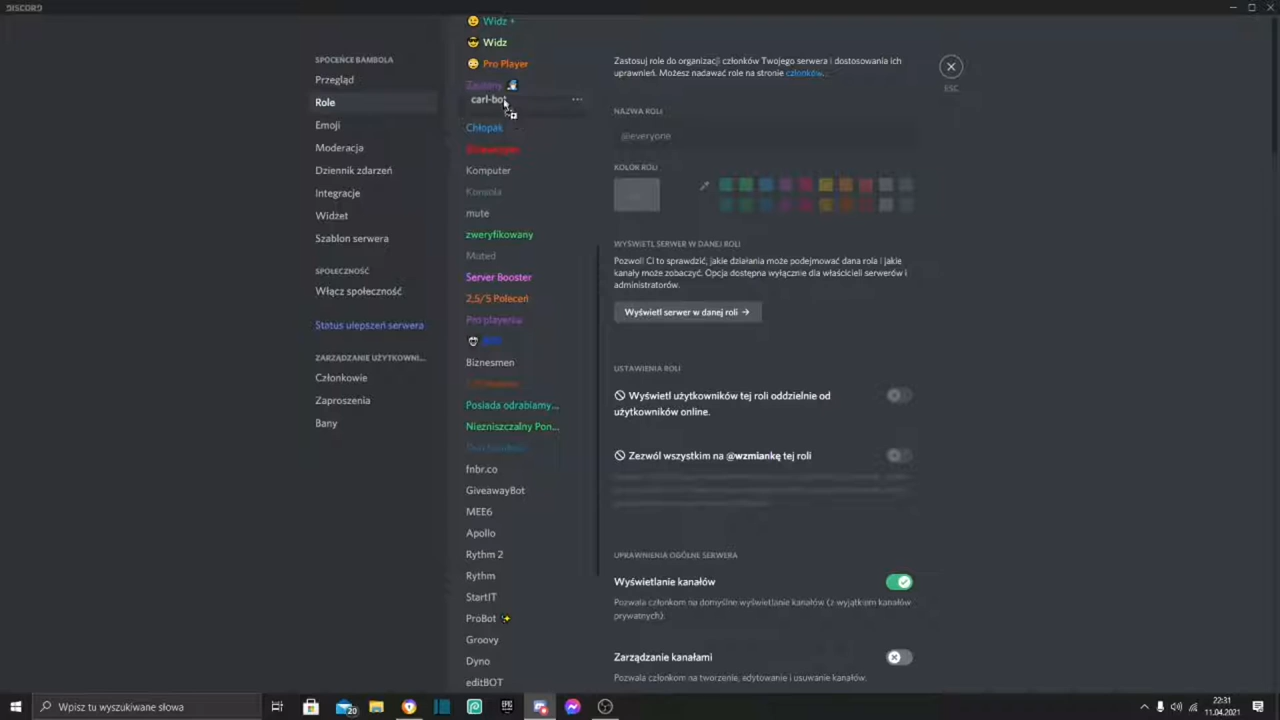 DISCORD
SPOCEŃCE BAMBOLA
Przegląd
Role
Emoji
Moderacja
Dziennik zdarzeń
Integracje
Widżet
Szablon serwera
SPOŁECZNOŚĆ
Włącz społeczność
Status ulepszeń serwera
ZARZĄDZANIE UŻYTKOWNI...
Członkowie
Zaproszenia
Bany
Widz +
Widz
Pro Player
Zaufany
carl-bot
Chłopak
Komputer
Konsola
mute
zweryfikowany
Muted
Server Booster
2,5/5 Poleceń
Pro playerka
Biznesmen
Posiada odrabiamy...
Niezniszczalny Pon...
fnbr.co
GiveawayBot
MEE6
Apollo
Rythm 2
Rythm
StartIT
ProBot
Groovy
Dyno
editBOT
Zastosuj role do organizacji członków Twojego serwera i dostosowania ich
uprawnień. Możesz nadawać role na stronie członków.
ESC
NAZWA ROLI
@everyone
KOLOR ROLI
WYŚWIETL SERWER W DANEJ ROLI
Pozwoli Ci to sprawdzić, jakie działania może podejmować dana rola i jakie
kanały może zobaczyć. Opcja dostępna wyłącznie dla właścicieli serwerów i
administratorów.
Wyświetl serwer w danej roli →
USTAWIENIA ROLI
Wyświetl użytkowników tej roli oddzielnie od
użytkowników online.
Zezwól wszystkim na @wzmiankę tej roli
UPRAWNIENIA OGÓLNE SERWERA
Wyświetlanie kanałów
Pozwala członkom na domyślne wyświetlanie kanałów (z wyjątkiem kanałów
prywatnych).
Zarządzanie kanałami
Pozwala członkom na tworzenie, edytowanie i usuwanie kanałów.
Wpisz tu wyszukiwane słowa
20
EPIC
22:31
11.04.2021